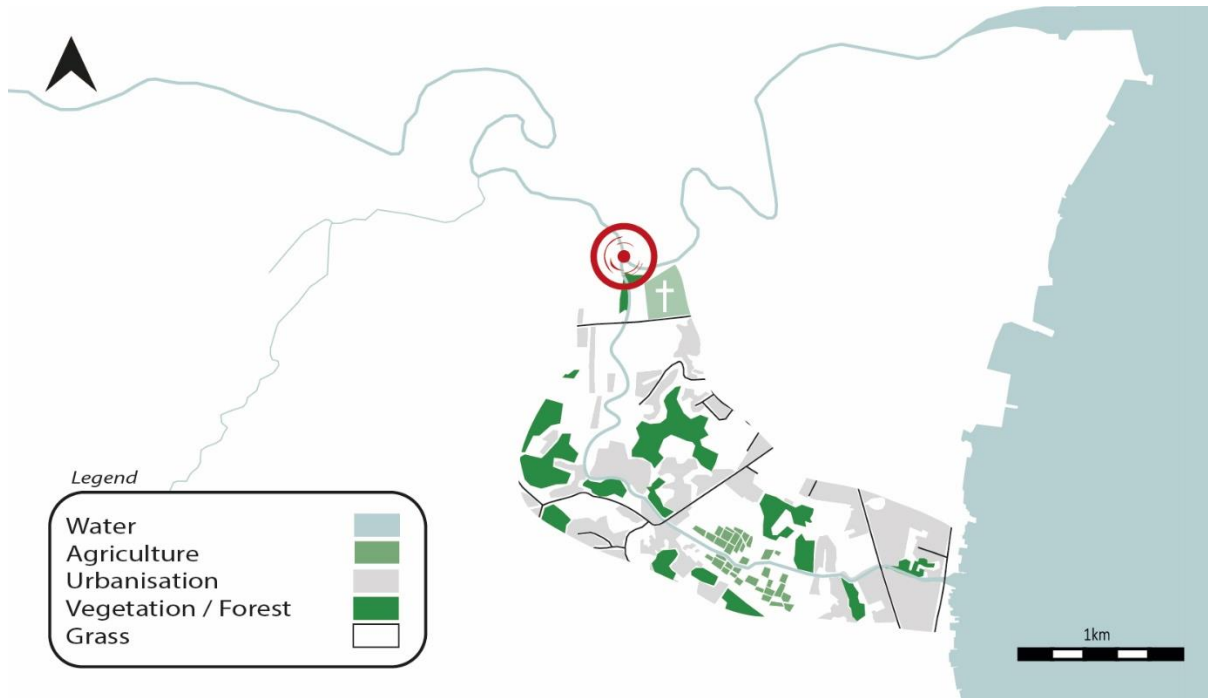 Legend
Water
Agriculture
Urbanisation
Vegetation / Forest
Grass
1km